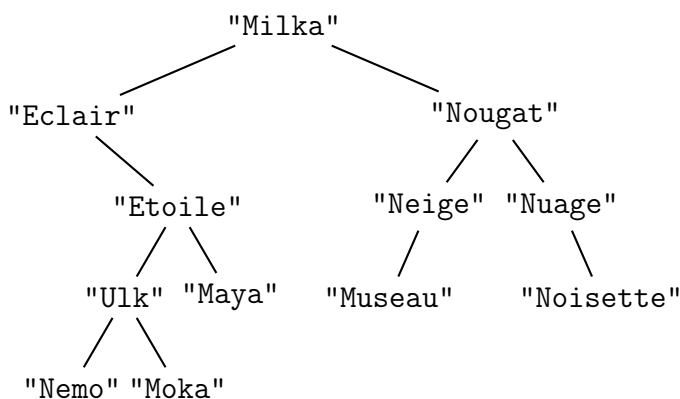 "Milka"
"Eclair" "Nougat"
"Etoile" "Neige" "Nuage"
"Ulk" "Maya" "Museau" "Noisette"
"Nemo" "Moka"